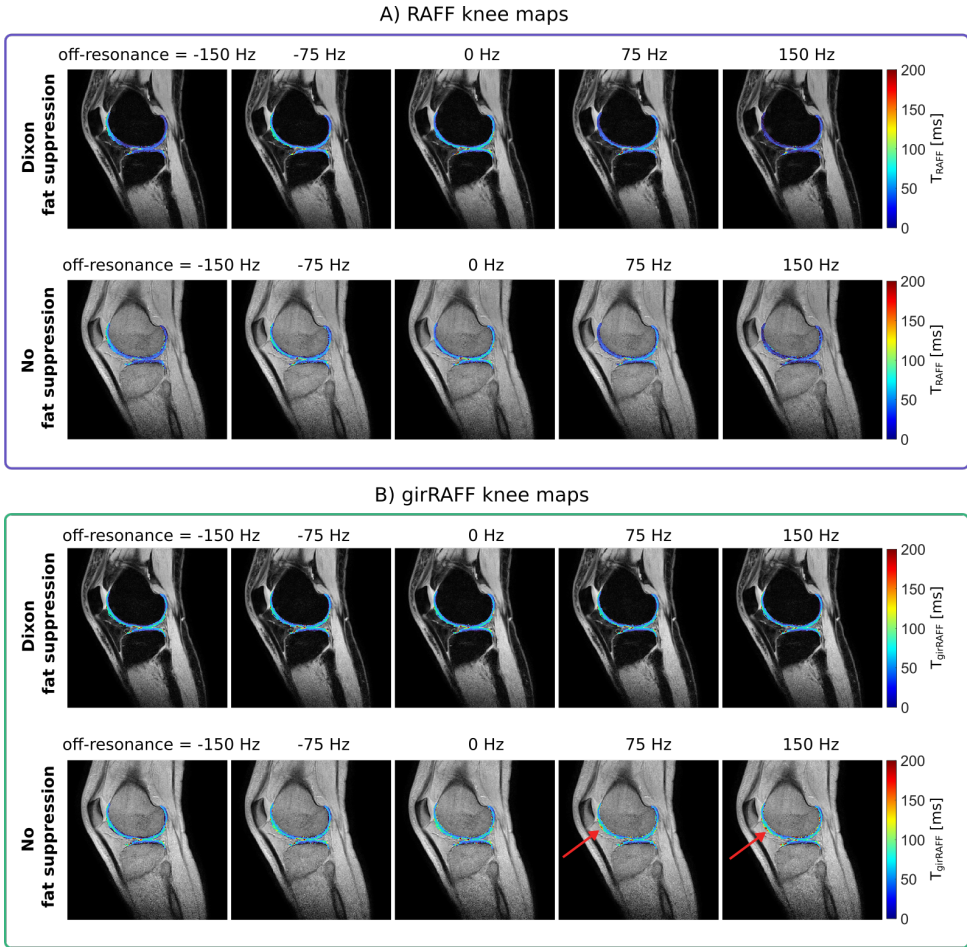 A) RAFF knee maps
off-resonance = -150 Hz -75 Hz 0 Hz 75 Hz 150 Hz
Dixon
fat suppression
200
150
100
50
0
T_RAFF [ms]
off-resonance = -150 Hz -75 Hz 0 Hz 75 Hz 150 Hz
No
fat suppression
200
150
100
50
0
T_RAFF [ms]
B) girRAFF knee maps
off-resonance = -150 Hz -75 Hz 0 Hz 75 Hz 150 Hz
Dixon
fat suppression
200
150
100
50
0
T_girRAFF [ms]
off-resonance = -150 Hz -75 Hz 0 Hz 75 Hz 150 Hz
No
fat suppression
200
150
100
50
0
T_girRAFF [ms]